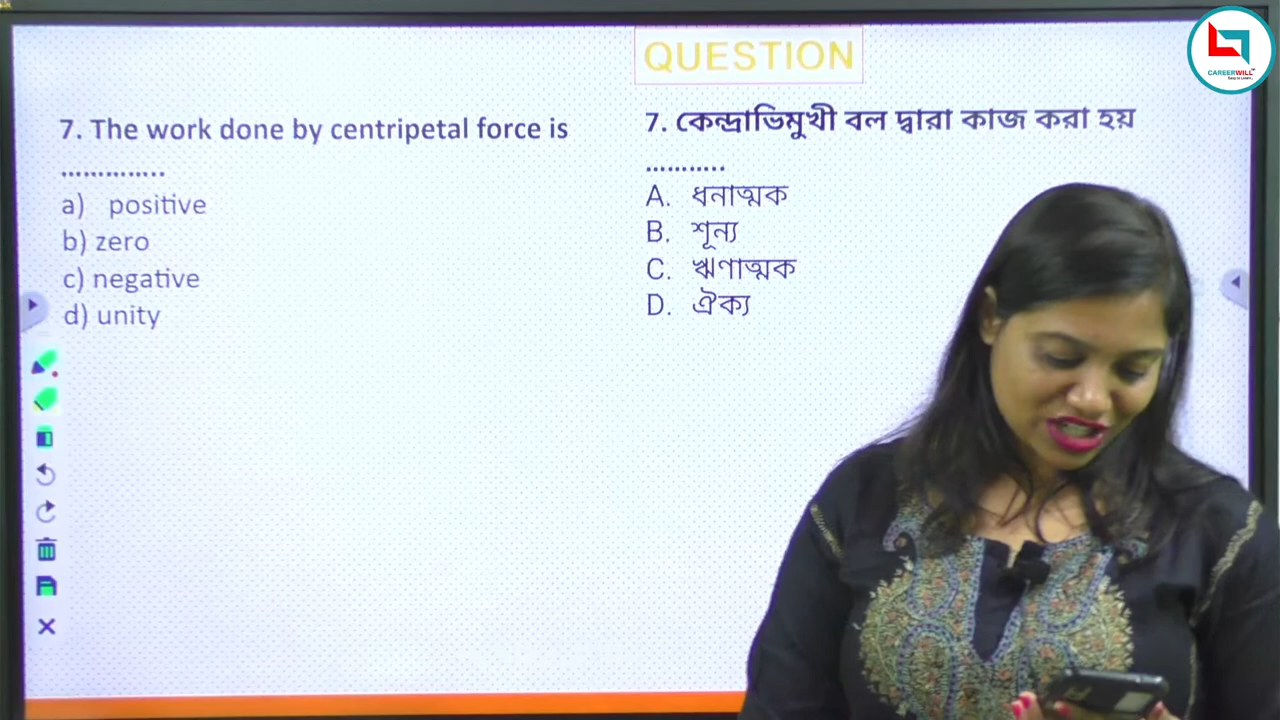 QUESTION
7. The work done by centripetal force is
..............
a) positive
b) zero
c) negative
d) unity
7. কেন্দ্রাভিমুখী বল দ্বারা কাজ করা হয়
...........
A. ধনাত্মক
B. শূন্য
C. ঋণাত্মক
D. ঐক্য
CAREERWILL